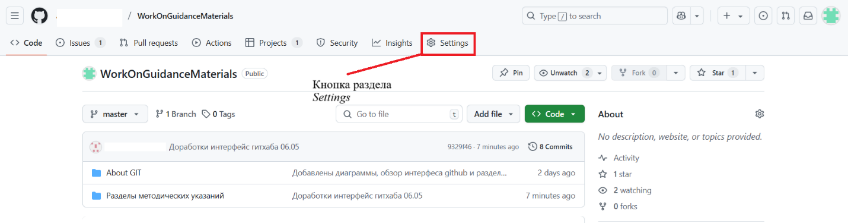 / WorkOnGuidanceMaterials
Type / to search
Code Issues 1 Pull requests Actions Projects 1 Security Insights Settings
WorkOnGuidanceMaterials Public
Pin Unwatch 2 Fork 0 Star 1
Кнопка раздела
Settings
master 1 Branch 0 Tags Go to file t Add file Code
About
No description, website, or topics provided.
Доработки интерфейс гитхаба 06.05 9329f46 · 7 minutes ago 8 Commits
Activity
About GIT Добавлены диаграммы, обзор интерфеса github и раздел... 2 days ago
1 star
2 watching
Разделы методических указаний Доработки интерфейс гитхаба 06.05 7 minutes ago
0 forks